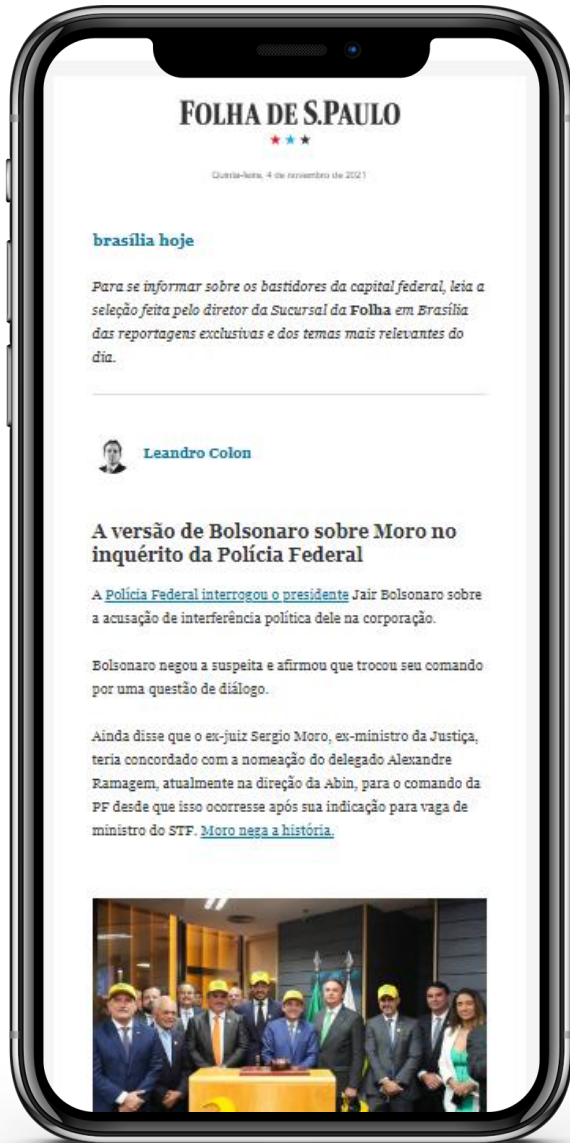 FOLHA DE S.PAULO
Quinta-feira, 4 de novembro de 2021
brasília hoje
Para se informar sobre os bastidores da capital federal, leia a
seleção feita pelo diretor da Sucursal da Folha em Brasília
das reportagens exclusivas e dos temas mais relevantes do
dia.
Leandro Colon
A versão de Bolsonaro sobre Moro no
inquérito da Polícia Federal
A Polícia Federal interrogou o presidente Jair Bolsonaro sobre
a acusação de interferência política dele na corporação.
Bolsonaro negou a suspeita e afirmou que trocou seu comando
por uma questão de diálogo.
Ainda disse que o ex-juiz Sergio Moro, ex-ministro da Justiça,
teria concordado com a nomeação do delegado Alexandre
Ramagem, atualmente na direção da Abin, para o comando da
PF desde que isso ocorresse após sua indicação para vaga de
ministro do STF. Moro nega a história.